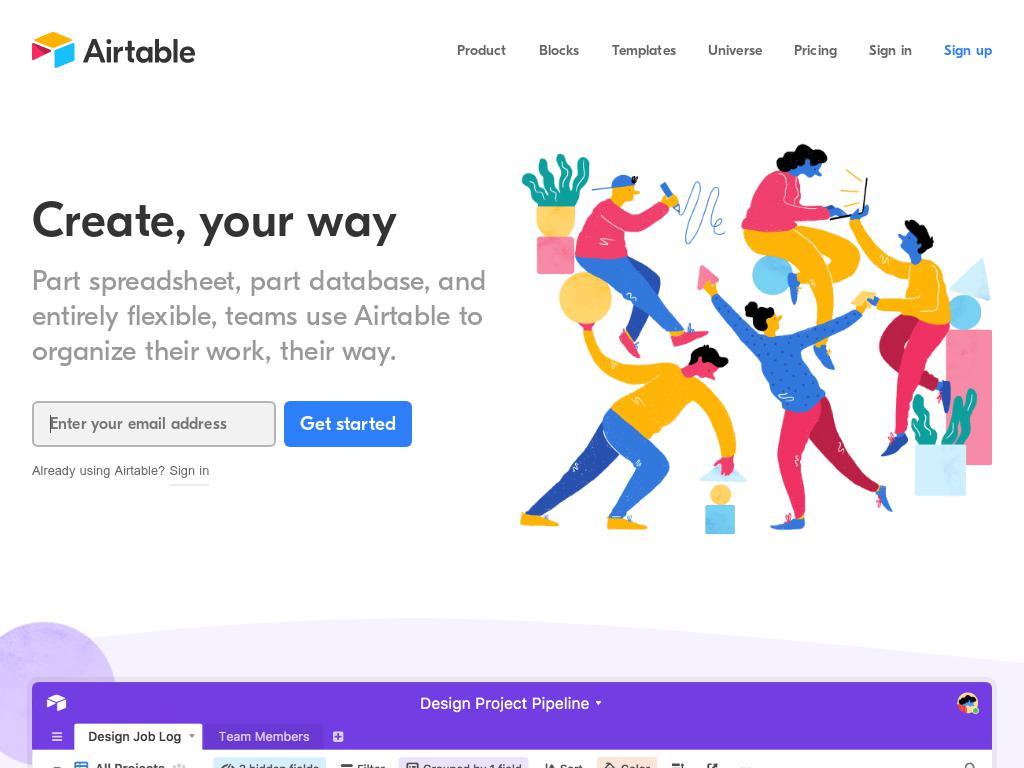 Airtable
Product Blocks Templates Universe Pricing Sign in Sign up
Create, your way
Part spreadsheet, part database, and
entirely flexible, teams use Airtable to
organize their work, their way.
Enter your email address
Get started
Already using Airtable? Sign in
Design Project Pipeline
Design Job Log Team Members
All Projects 3 hidden fields Filter Grouped by 1 field Sort Color